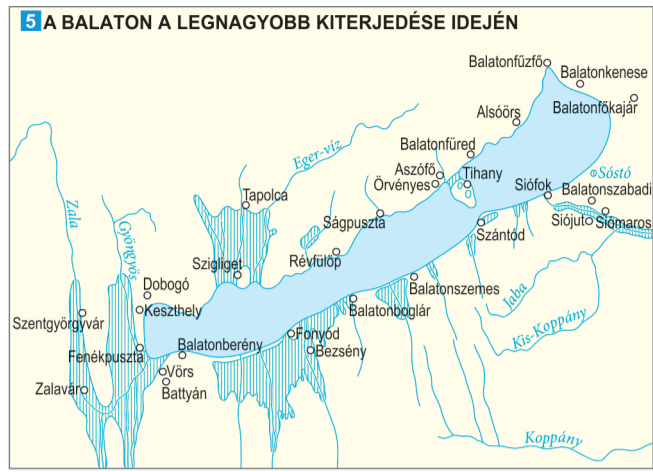 5 A BALATON A LEGNAGYOBB KITERJEDÉSE IDEJÉN
Balatonfűzfő
Balatonkenese
Balatonfőkajár
Alsóörs
Balatonfüred
Eger-víz
Aszófő
Tihany
Örvényes
Sóstó
Siófok
Balatonszabadi
Tapolca
Zala
Ságpuszta
Siójut
Siómaros
Szántód
Gyöngyös
Révfülöp
Szigliget
Dobogó
Balatonszemes
Jaba
Keszthely
Balatonboglár
Szentgyörgyvár
Fonyód
Kis-Koppány
Balatonberény
Bezsény
Fenékpuszta
Vörs
Zalavár
Battyán
Koppány